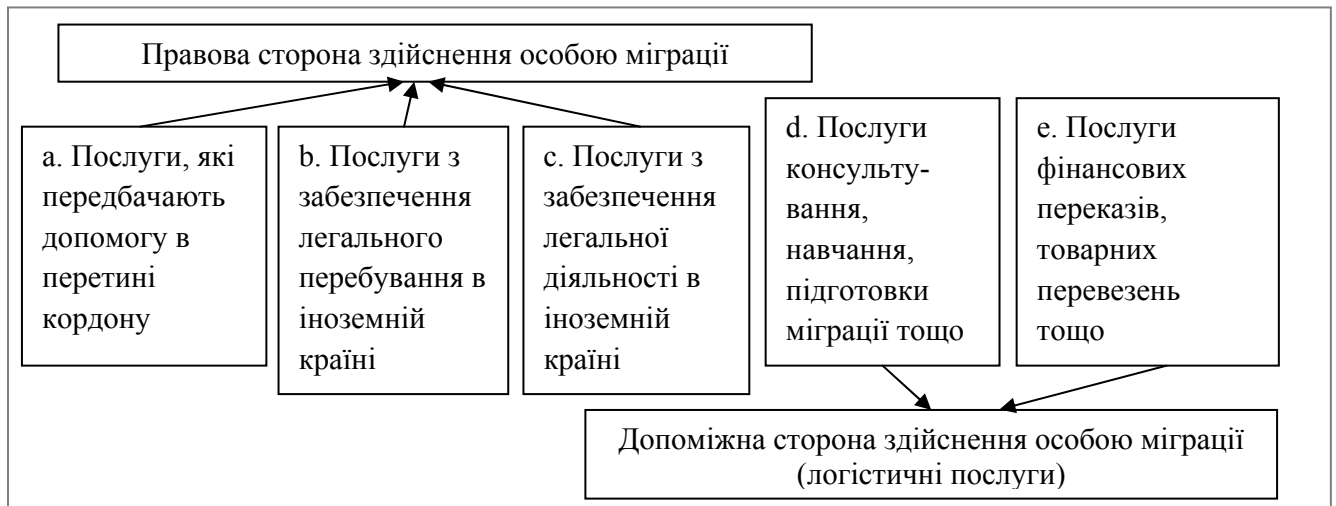 Правова сторона здійснення особою міграції
a. Послуги, які
передбачають
допомогу в
перетині
кордону
b. Послуги з
забезпечення
легального
перебування в
іноземній
країні
c. Послуги з
забезпечення
легальної
діяльності в
іноземній
країні
d. Послуги
консульту-
вання,
навчання,
підготовки
міграції тощо
e. Послуги
фінансових
переказів,
товарних
перевезень
тощо
Допоміжна сторона здійснення особою міграції
(логістичні послуги)